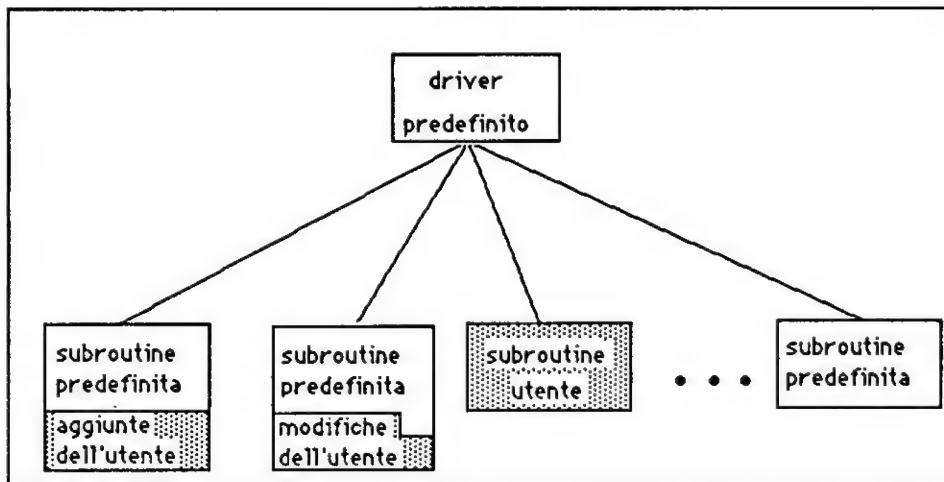 driver
predefinito
subroutine
predefinita
aggiunte
dell'utente
subroutine
predefinita
modifiche
dell'utente
subroutine
utente
• • •
subroutine
predefinita